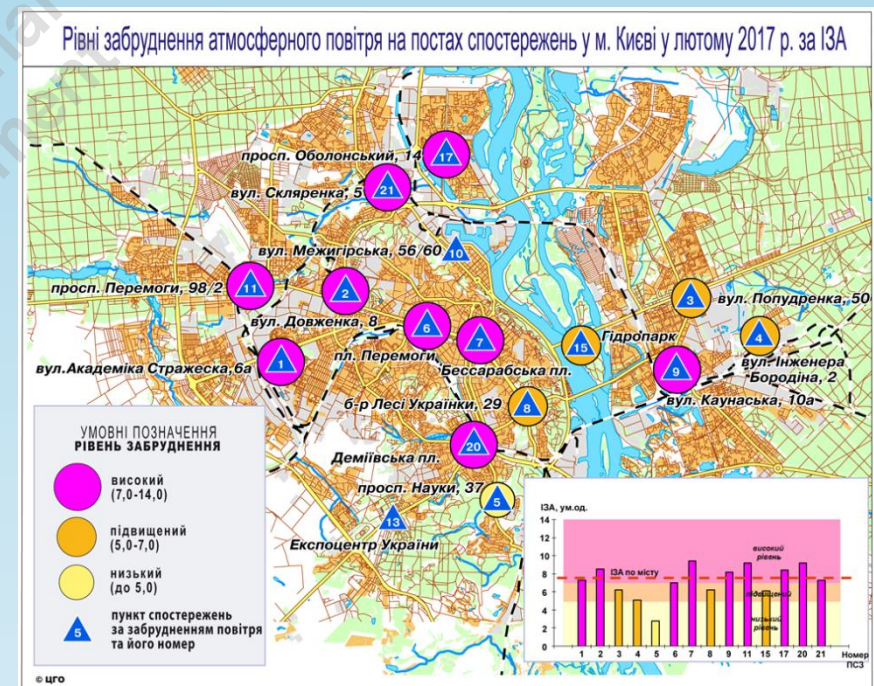 Рівні забруднення атмосферного повітря на постах спостережень у м. Києві у лютому 2017 р. за ІЗА
просп. Оболонський, 14
17
вул. Скляренка, 5
21
вул. Межигірська, 56/60
10
просп. Перемоги, 98/2
11
2
вул. Довженка, 8
3
вул. Попудренка, 50
6
пл. Перемоги
7
Бессарабська пл.
15
Гідропарк
4
вул. Інженера
Бородіна, 2
1
вул.Академіка Стражеска,6а
9
вул. Каунаська, 10а
б-р Лесі Українки, 29
8
20
Деміївська пл.
просп. Науки, 37
5
13
Експоцентр України
УМОВНІ ПОЗНАЧЕННЯ
РІВЕНЬ ЗАБРУДНЕННЯ
високий
(7,0-14,0)
підвищений
(5,0-7,0)
низький
(до 5,0)
5
пункт спостережень
за забрудненням повітря
та його номер
ІЗА, ум.од.
14
12
10
8
6
4
2
0
високий
рівень
ІЗА по місту
підвищений
низький
рівень
1 2 3 4 5 6 7 8 9 11 15 17 20 21
Номер
ПСЗ
© ЦГО